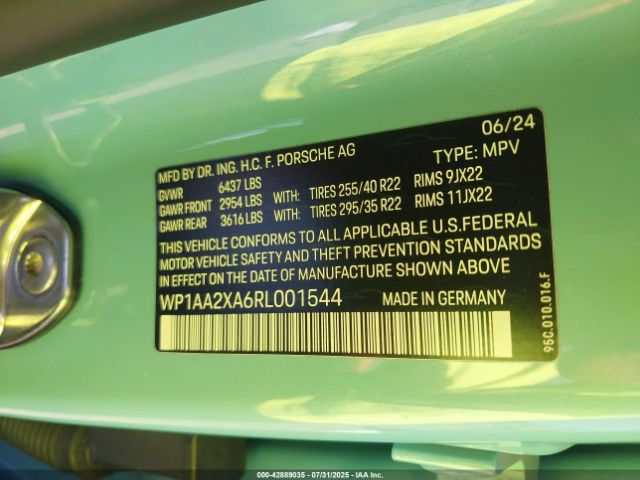 06/24
MFD BY DR. ING. H.C. F. PORSCHE AG TYPE: MPV
GVWR 6437 LBS
GAWR FRONT 2954 LBS WITH: TIRES 255/40 R22 RIMS 9JX22
GAWR REAR 3616 LBS WITH: TIRES 295/35 R22 RIMS 11JX22
THIS VEHICLE CONFORMS TO ALL APPLICABLE U.S.FEDERAL
MOTOR VEHICLE SAFETY AND THEFT PREVENTION STANDARDS
IN EFFECT ON THE DATE OF MANUFACTURE SHOWN ABOVE
WP1AA2XA6RL001544 MADE IN GERMANY
95C.010.016.F
000-42889035 - 07/31/2025 - IAA Inc.